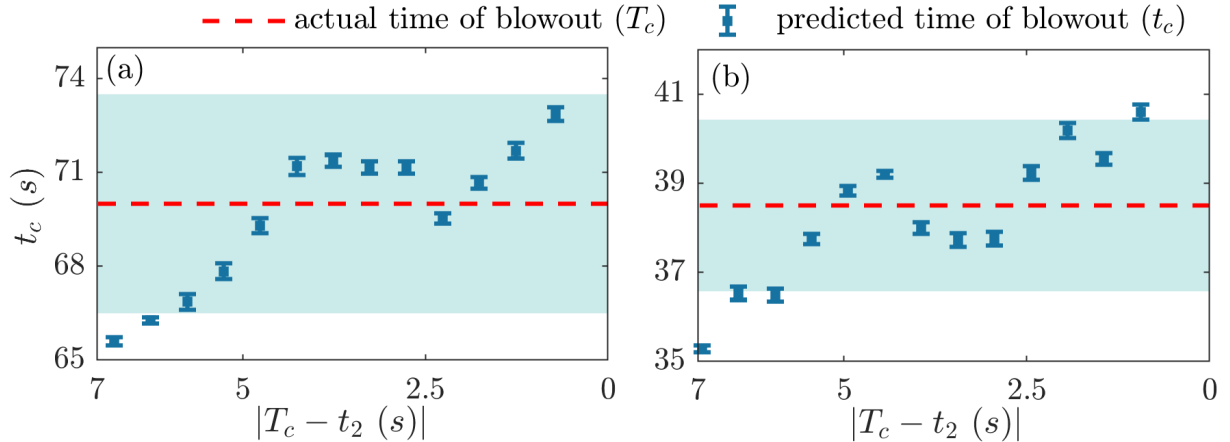 actual time of blowout (T_c) predicted time of blowout (t_c)
(a)
74
71
68
65
t_c (s)
7 5 2.5 0
|T_c − t_2 (s)|
(b)
41
39
37
35
7 5 2.5 0
|T_c − t_2 (s)|